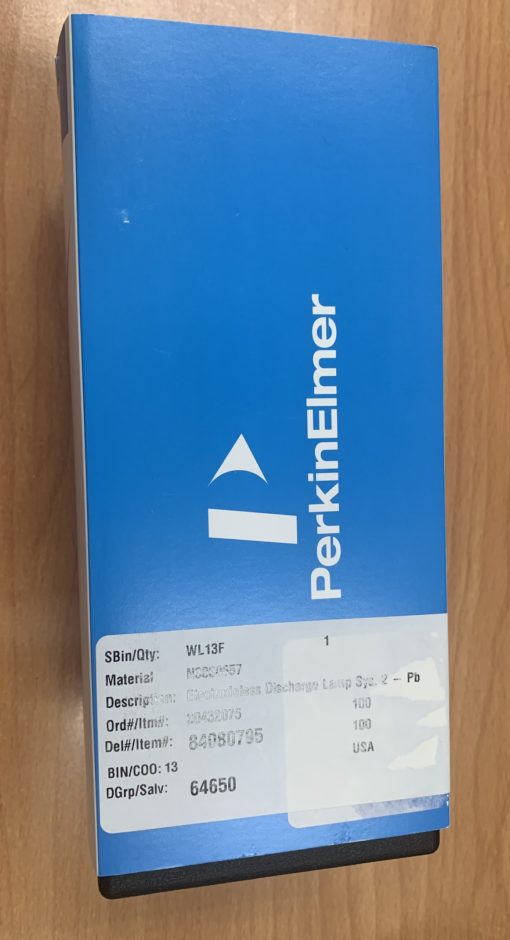 PerkinElmer
SBin/Qty: WL13F 1
Material
Description: Electrodeless Discharge Lamp Sys. 2 - Pb
Ord#/Itm#: 100
Del#/Item#: 84080795 100
BIN/COO: 13 USA
DGrp/Salv: 64650